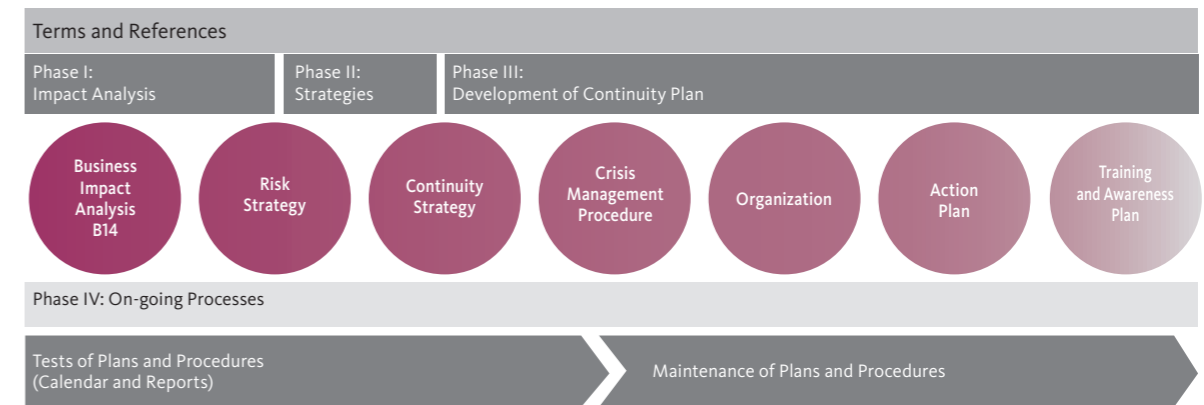 Terms and References
Phase I:
Impact Analysis
Phase II:
Strategies
Phase III:
Development of Continuity Plan
Business
Impact
Analysis
B14
Risk
Strategy
Continuity
Strategy
Crisis
Management
Procedure
Organization
Action
Plan
Training
and Awareness
Plan
Phase IV: On-going Processes
Tests of Plans and Procedures
(Calendar and Reports)
Maintenance of Plans and Procedures